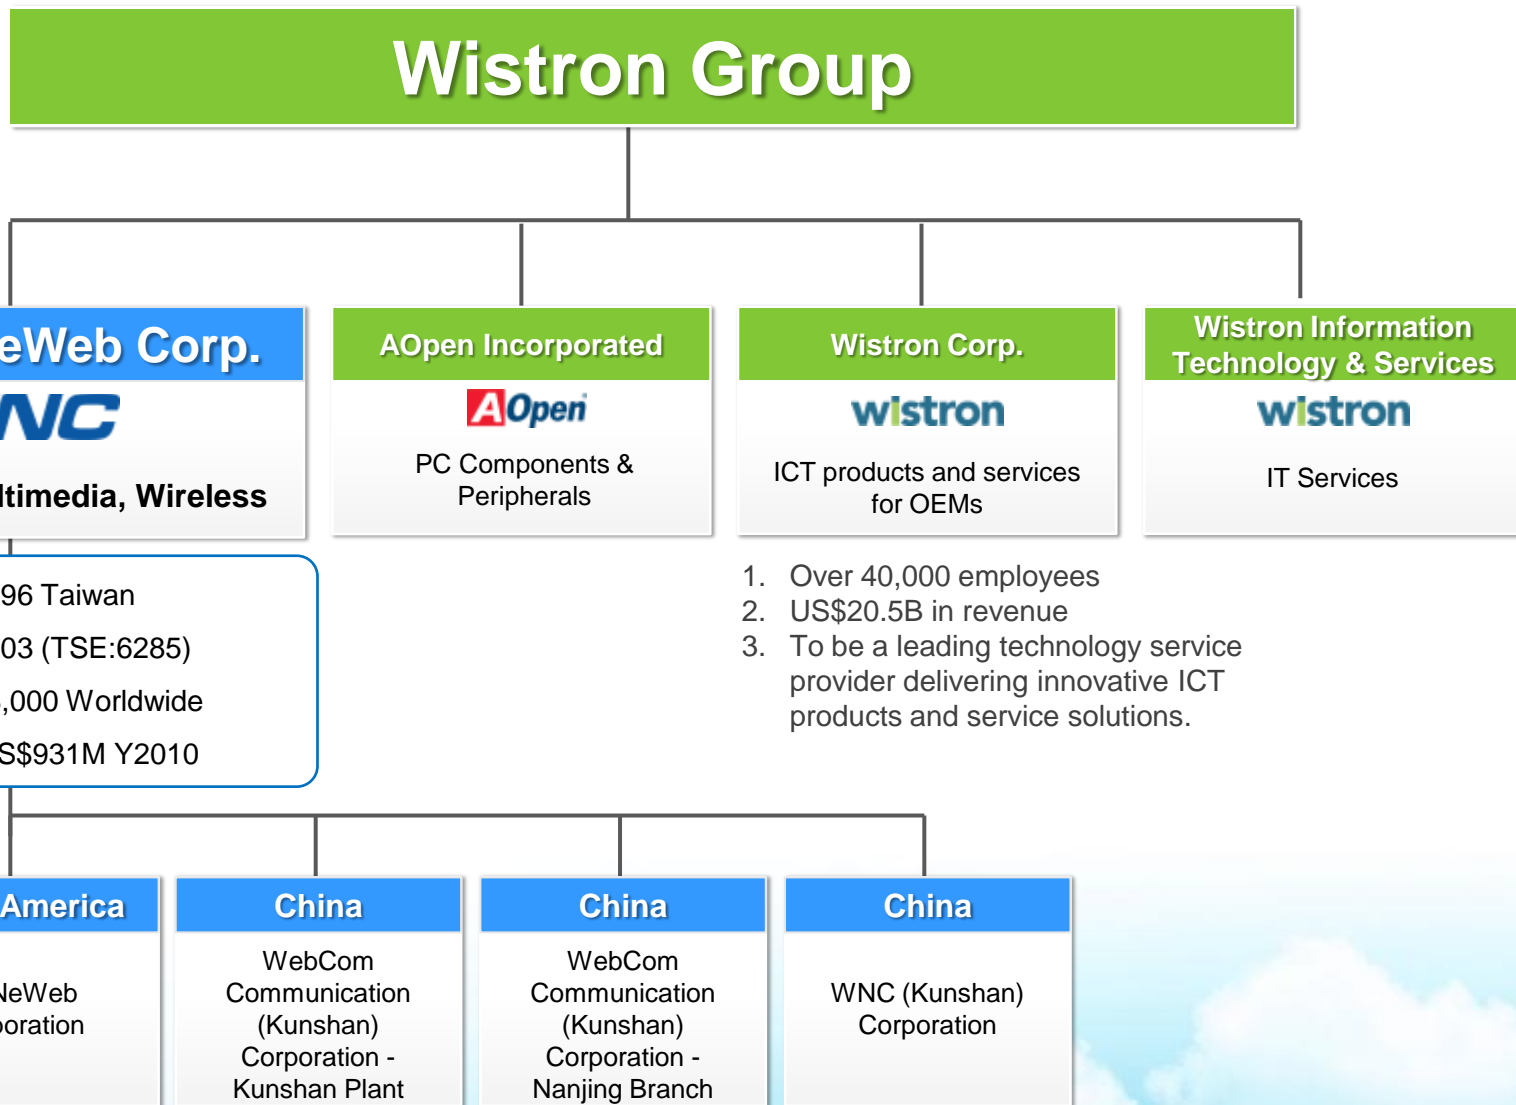 Wistron Group
eWeb Corp.
NC
timedia, Wireless
AOpen Incorporated
AOpen
PC Components &
Peripherals
Wistron Corp.
wistron
ICT products and services
for OEMs
Wistron Information
Technology & Services
wistron
IT Services
96 Taiwan
03 (TSE:6285)
,000 Worldwide
S$931M Y2010
1. Over 40,000 employees
2. US$20.5B in revenue
3. To be a leading technology service
provider delivering innovative ICT
products and service solutions.
America
NeWeb
oration
China
WebCom
Communication
(Kunshan)
Corporation -
Kunshan Plant
China
WebCom
Communication
(Kunshan)
Corporation -
Nanjing Branch
China
WNC (Kunshan)
Corporation